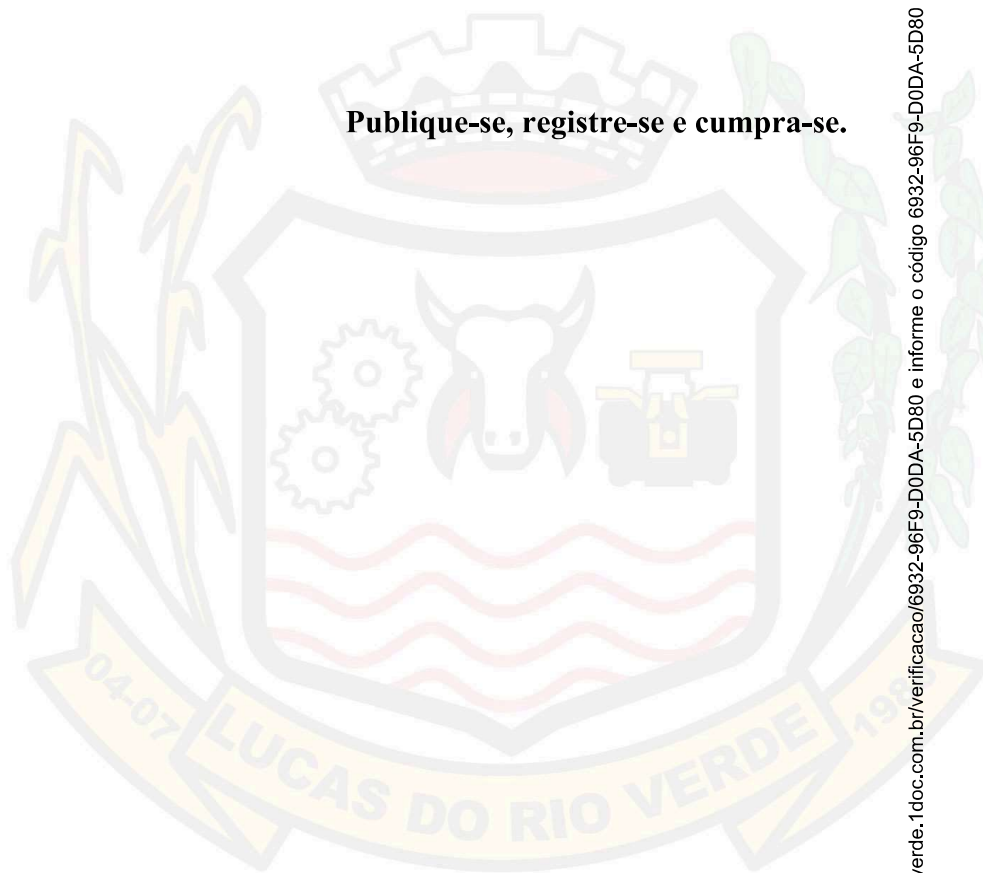 Publique-se, registre-se e cumpra-se.
04-07
LUCAS DO RIO VERDE
1988
verde.1doc.com.br/verificacao/6932-96F9-D0DA-5D80 e informe o código 6932-96F9-D0DA-5D80